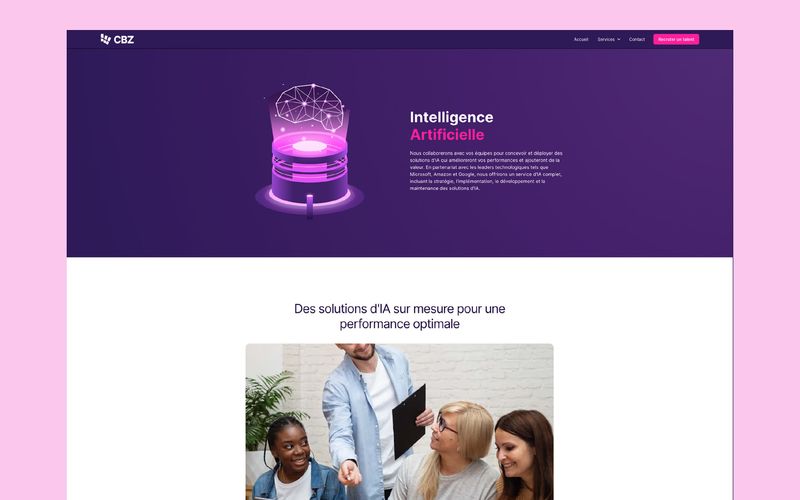 CBZ
Accueil Services Contact Recruter un talent
Intelligence
Artificielle
Nous collaborerons avec vos équipes pour concevoir et déployer des
solutions d'IA qui amélioreront vos performances et ajouteront de la
valeur. En partenariat avec les leaders technologiques tels que
Microsoft, Amazon et Google, nous offrirons un service d'IA complet,
incluant la stratégie, l'implémentation, le développement et la
maintenance des solutions d'IA.
Des solutions d'IA sur mesure pour une
performance optimale